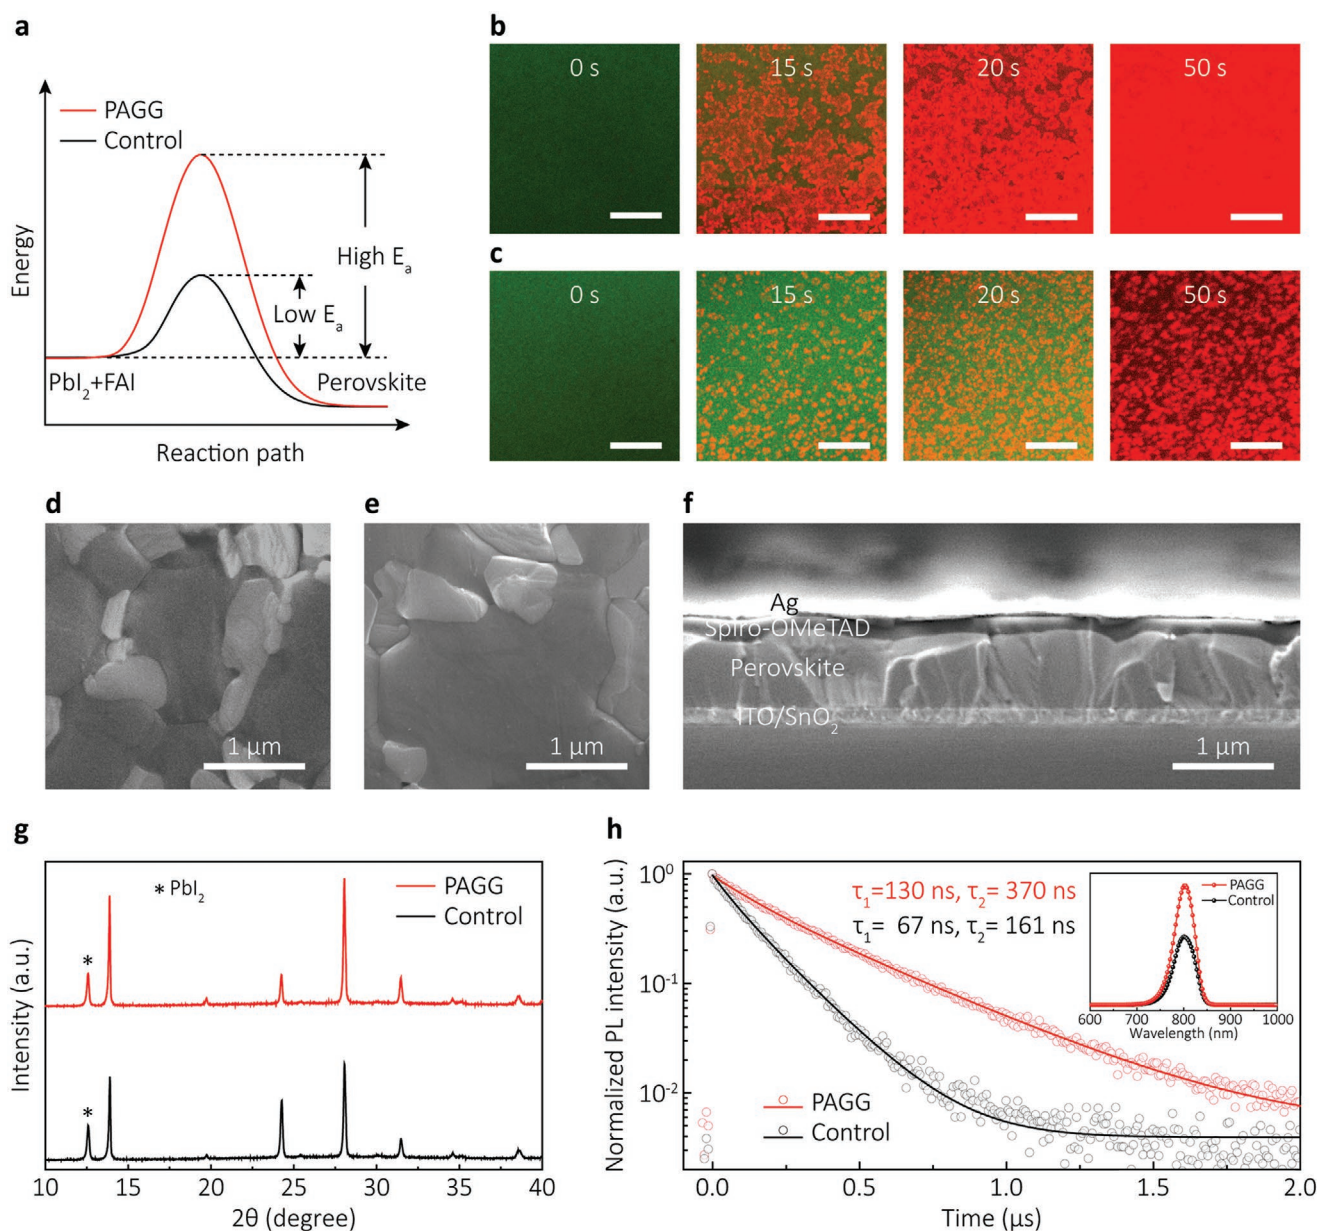 a
PAGG
Control
Energy
High Eₐ
Low Eₐ
PbI₂+FAI
Perovskite
Reaction path
b
0 s
15 s
20 s
50 s
c
0 s
15 s
20 s
50 s
d
1 µm
e
1 µm
f
Ag
Spiro-OMeTAD
Perovskite
ITO/SnO₂
1 µm
g
Intensity (a.u.)
* PbI₂
PAGG
Control
*
*
10 15 20 25 30 35 40
2θ (degree)
h
Normalized PL intensity (a.u.)
10⁰
10⁻¹
10⁻²
τ₁=130 ns, τ₂= 370 ns
τ₁= 67 ns, τ₂= 161 ns
PAGG
Control
600 700 800 900 1000
Wavelength (nm)
PAGG
Control
0.0 0.5 1.0 1.5 2.0
Time (µs)